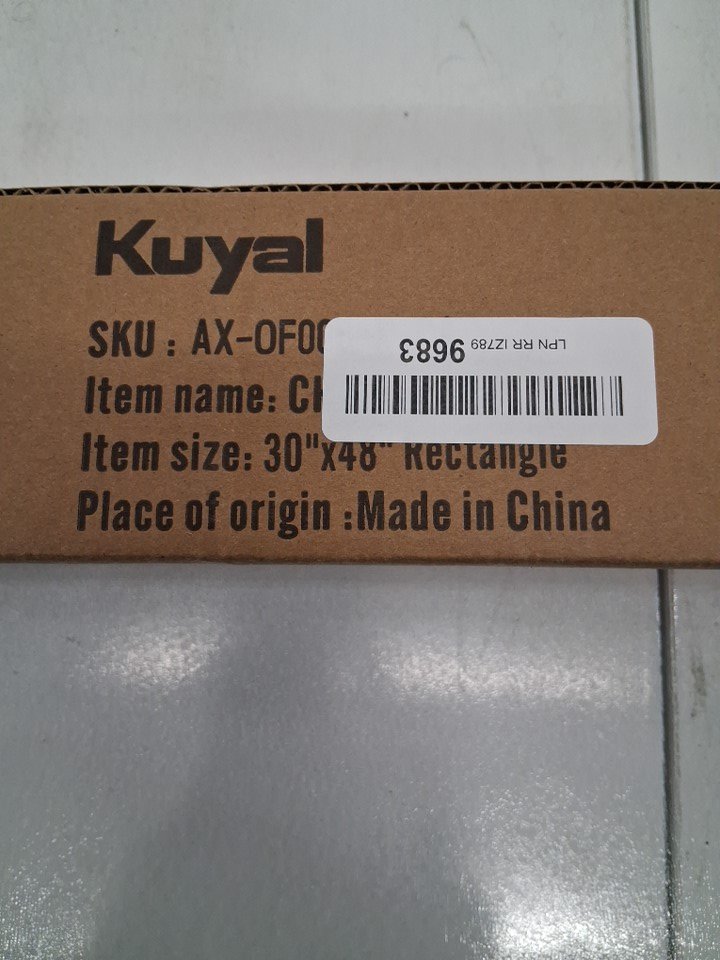 Kuyal
SKU : AX-OF00
LPN RR IZ789 9683
Item name: CH
Item size: 30"x48" Rectangle
Place of origin :Made in China